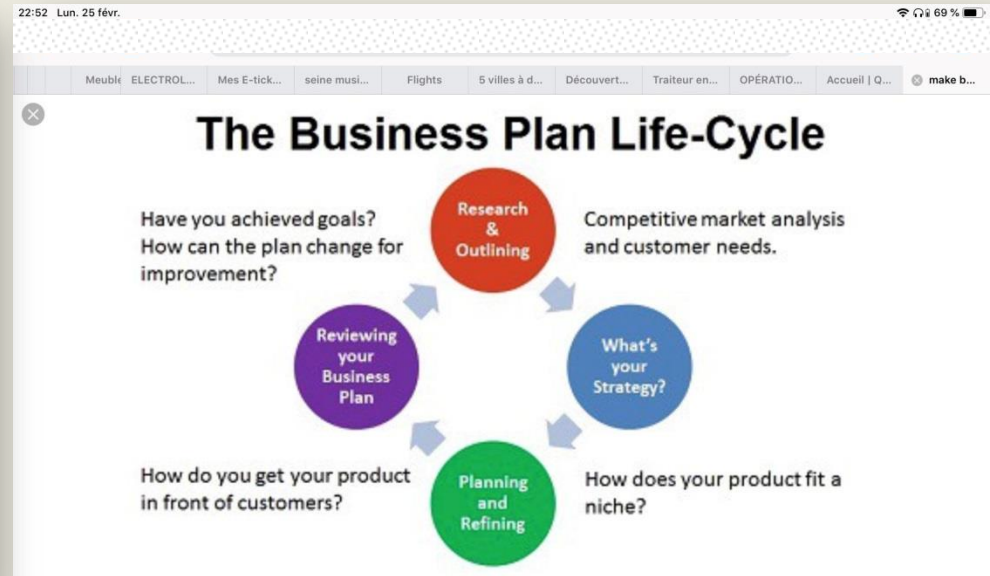 22:52 Lun. 25 févr.
69 %
Meuble ELECTROL... Mes E-tick... seine musi... Flights 5 villes à d... Découvert... Traiteur en... OPÉRATIO... Accueil | Q... make b...
The Business Plan Life-Cycle
Research
&
Outlining
Have you achieved goals?
How can the plan change for
improvement?
Competitive market analysis
and customer needs.
Reviewing
your
Business
Plan
What's
your
Strategy?
How do you get your product
in front of customers?
Planning
and
Refining
How does your product fit a
niche?